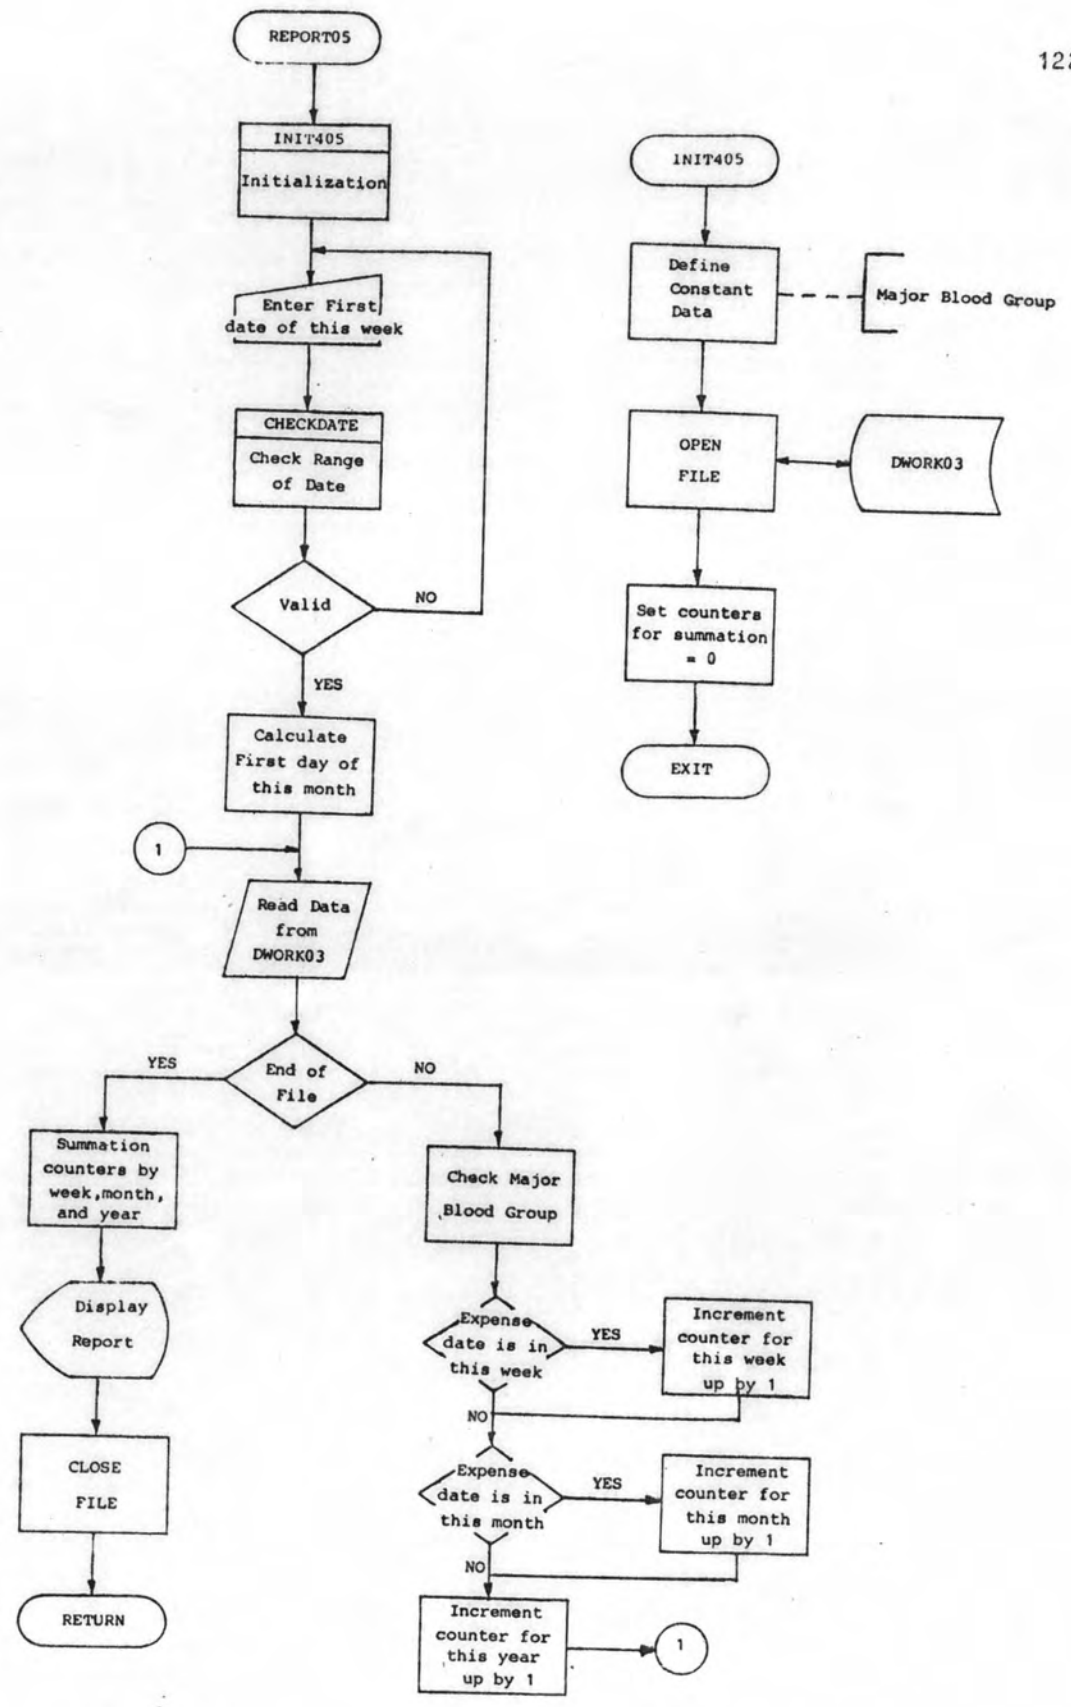 122
REPORT05
INIT405
Initialization
Enter First
date of this week
CHECKDATE
Check Range
of Date
Valid
NO
YES
Calculate
First day of
this month
1
Read Data
from
DWORK03
End of
File
YES
NO
Summation
counters by
week,month,
and year
Display
Report
CLOSE
FILE
RETURN
Check Major
Blood Group
Expense
date is in
this week
YES
Increment
counter for
this week
up by 1
NO
Expense
date is in
this month
YES
Increment
counter for
this month
up by 1
NO
Increment
counter for
this year
up by 1
1
INIT405
Define
Constant
Data
Major Blood Group
OPEN
FILE
DWORK03
Set counters
for summation
= 0
EXIT